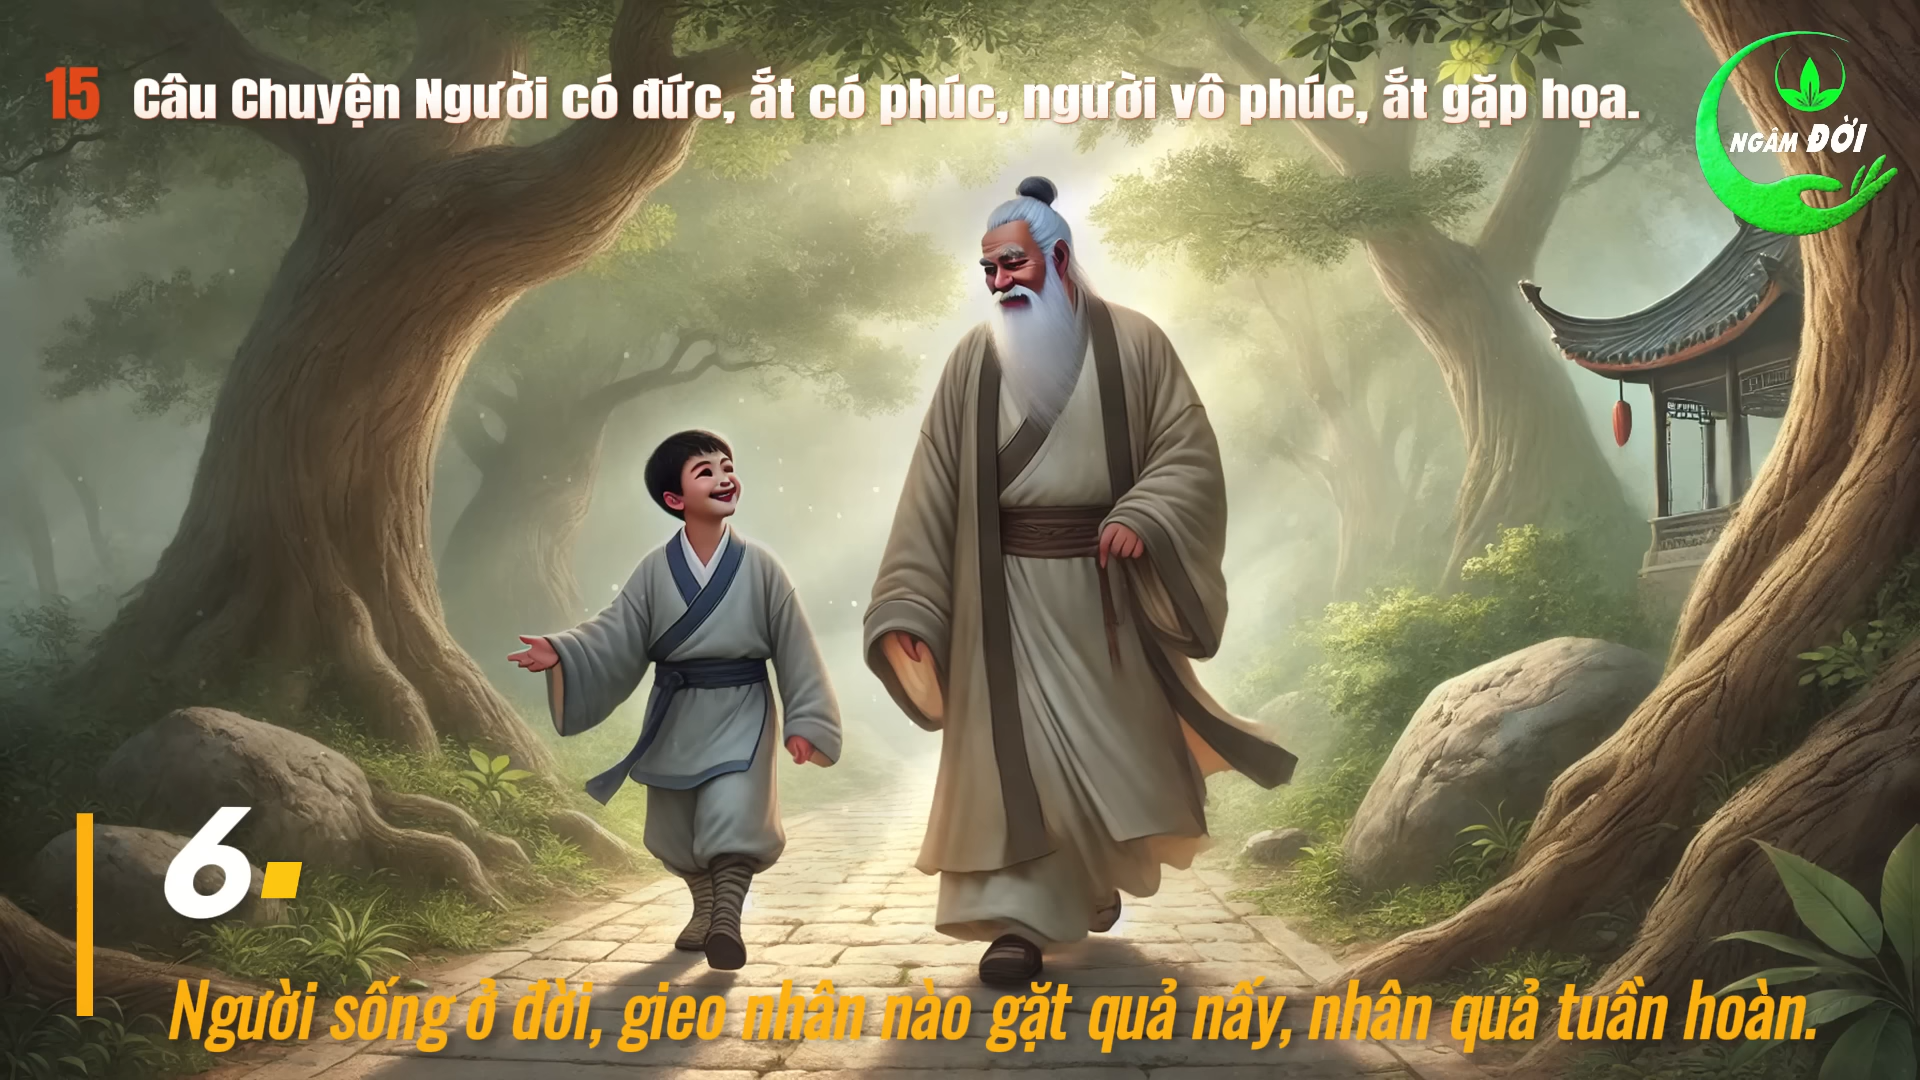 15 Câu Chuyện Người có đức, ắt có phúc, người vô phúc, ắt gặp họa.
NGÂM ĐỜI
6.
Người sống ở đời, gieo nhân nào gặt quả nấy, nhân quả tuần hoàn.